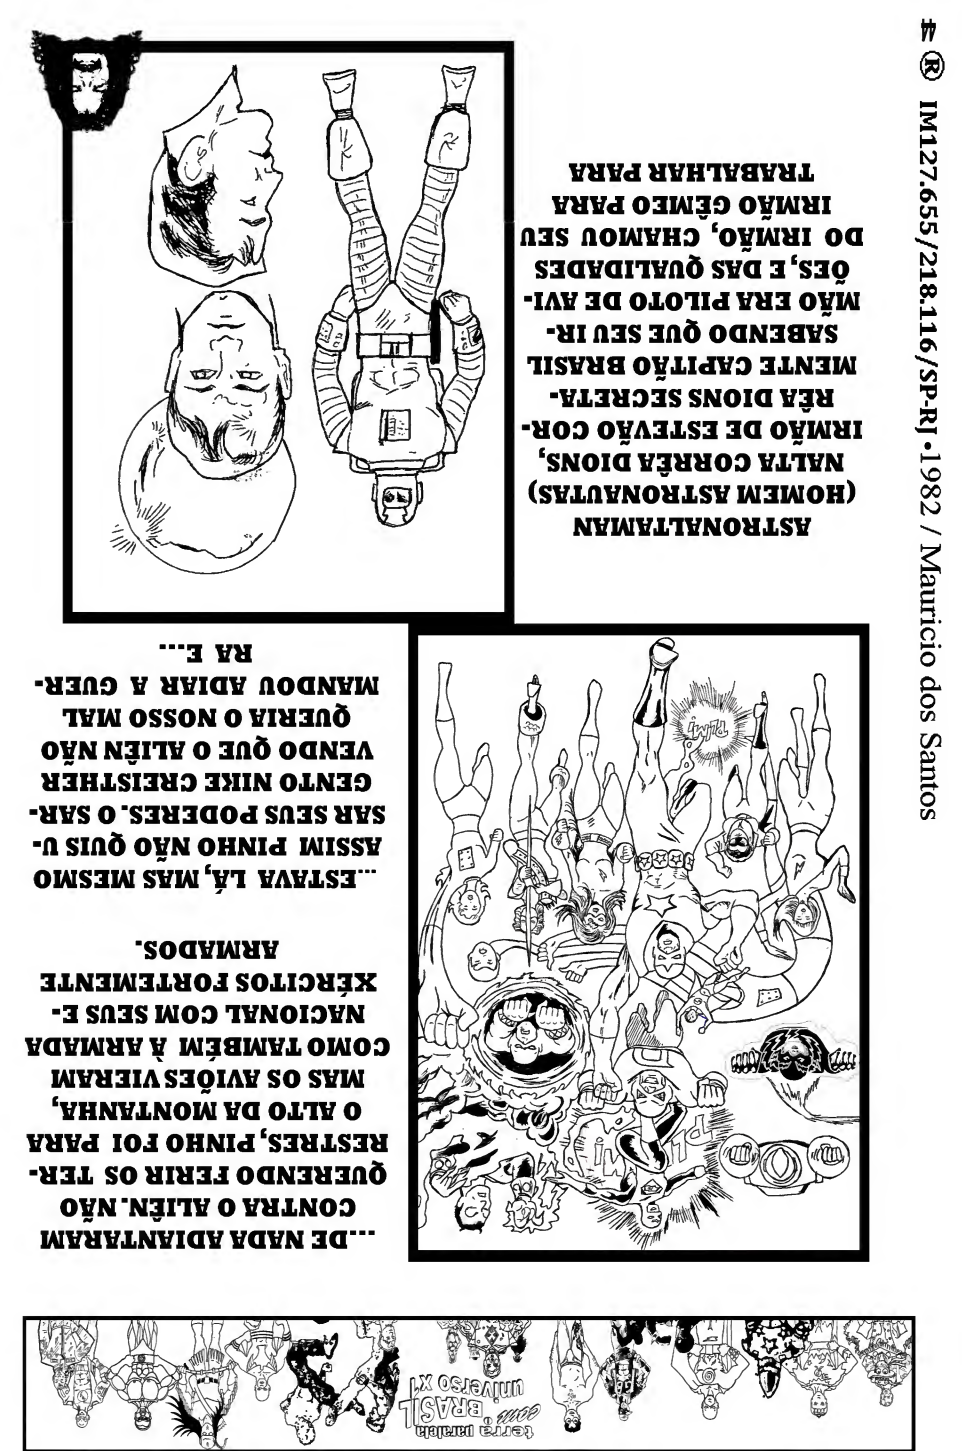 terra paralela
com o BRASIL
universo x1
...DE NADA ADIANTARAM
CONTRA O ALIÊN. NÃO
QUERENDO FERIR OS TER-
RESTRES, PINHO FOI PARA
O ALTO DA MONTANHA,
MAS OS AVIÕES VIERAM
COMO TAMBÉM À ARMADA
NACIONAL COM SEUS E-
XÉRCITOS FORTEMENTE
ARMADOS.
...ESTAVA LÁ, MAS MESMO
ASSIM PINHO NÃO QUIS U-
SAR SEUS PODERES. O SAR-
GENTO NIKE CREISTHER
VENDO QUE O ALIÊN NÃO
QUERIA O NOSSO MAL
MANDOU ADIAR A GUER-
RA E...
PLIMi
ASTRONALTAMAN
(HOMEM ASTRONAUTAS)
NALTA CORRÊA DIONS,
IRMÃO DE ESTEVÃO COR-
RÊA DIONS SECRETA-
MENTE CAPITÃO BRASIL
SABENDO QUE SEU IR-
MÃO ERA PILOTO DE AVI-
ÕES, E DAS QUALIDADES
DO IRMÃO, CHAMOU SEU
IRMÃO GÊMEO PARA
TRABALHAR PARA
® IM127.655/218.116/SP-RJ •1982 / Mauricio dos Santos